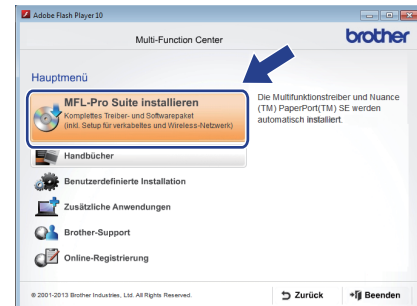 Adobe Flash Player 10
Multi-Function Center
brother
Hauptmenü
MFL-Pro Suite installieren
Komplettes Treiber- und Softwarepaket
(inkl. Setup für verkabeltes und Wireless-Netzwerk)
Die Multifunktionstreiber und Nuance
(TM) PaperPort(TM) SE werden
automatisch installiert.
Handbücher
Benutzerdefinierte Installation
Zusätzliche Anwendungen
Brother-Support
Online-Registrierung
© 2001-2013 Brother Industries, Ltd. All Rights Reserved.
Zurück
Beenden